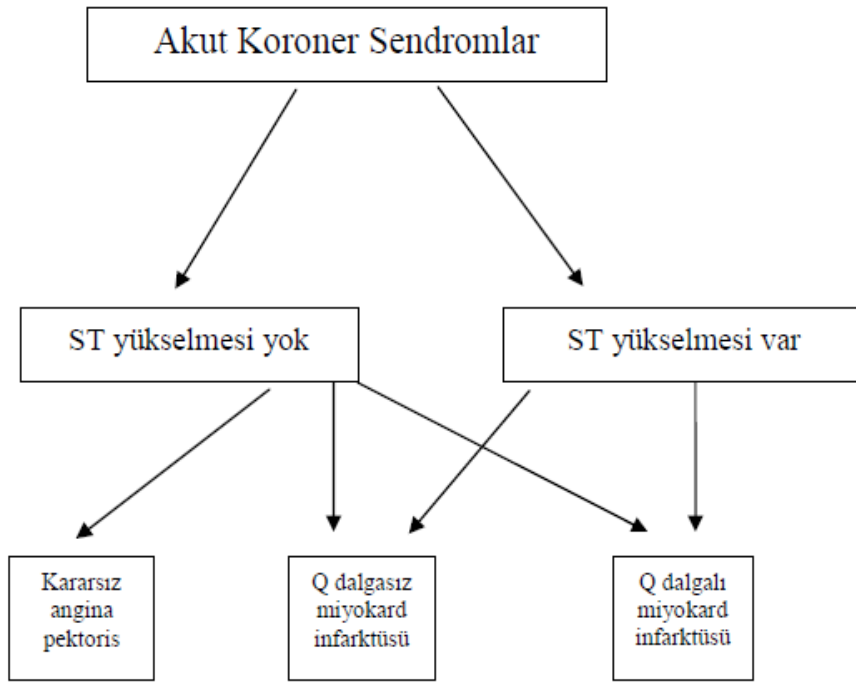 Akut Koroner Sendromlar
ST yükselmesi yok
ST yükselmesi var
Kararsız
angina
pektoris
Q dalgasız
miyokard
infarktüsü
Q dalgalı
miyokard
infarktüsü